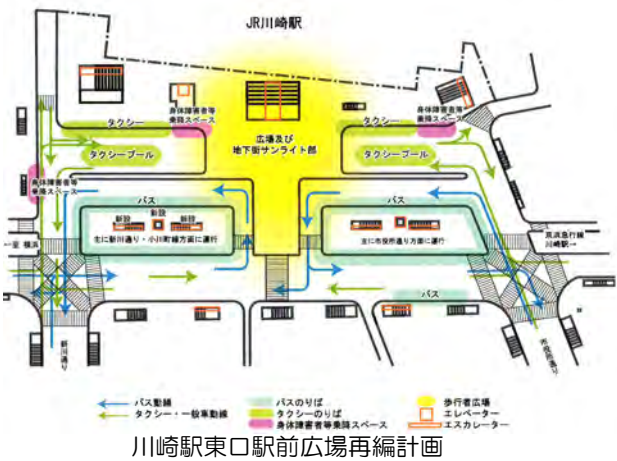 JR川崎駅
身体障害者等
乗降スペース
タクシー
広場及び
地下街サンライト部
タクシー
身体障害者等
乗降スペース
タクシープール
タクシープール
身体障害者等
乗降スペース
バス
バス
新設
新設
新設
主に新川通り・小川町線方面に運行
主に市役所通り方面に運行
←至 横浜
京浜急行線
川崎駅→
バス
新川通り
市役所通り
バス動線
タクシー・一般車動線
バスのりば
タクシーのりば
身体障害者等乗降スペース
歩行者広場
エレベーター
エスカレーター
川崎駅東口駅前広場再編計画